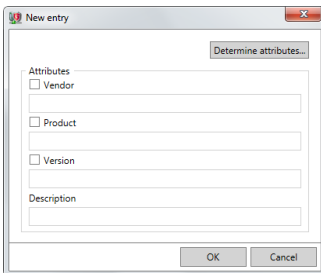 New entry
Determine attributes...
Attributes
Vendor
Product
Version
Description
OK Cancel